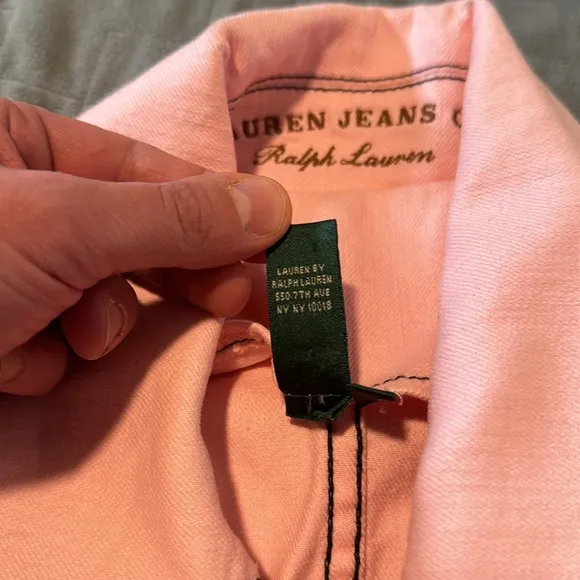 AUREN JEANS C
Ralph Lauren
LAUREN BY
RALPH LAUREN
550-7TH AVE
NY NY 10018